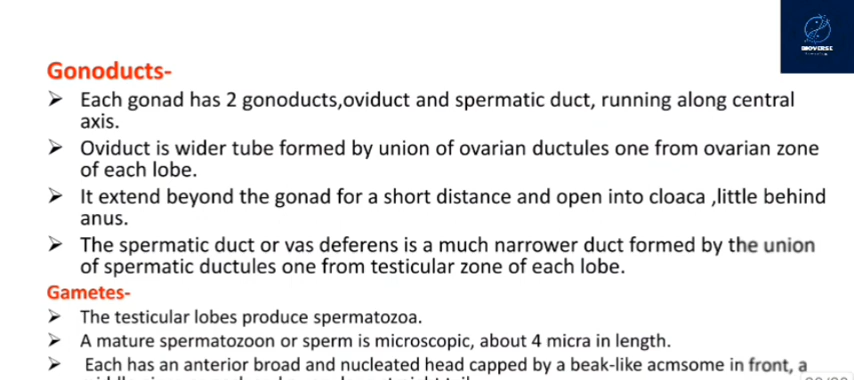 BIOVERSE
Gonoducts-
➢ Each gonad has 2 gonoducts,oviduct and spermatic duct, running along central
axis.
➢ Oviduct is wider tube formed by union of ovarian ductules one from ovarian zone
of each lobe.
➢ It extend beyond the gonad for a short distance and open into cloaca ,little behind
anus.
➢ The spermatic duct or vas deferens is a much narrower duct formed by the union
of spermatic ductules one from testicular zone of each lobe.
Gametes-
➢ The testicular lobes produce spermatozoa.
➢ A mature spermatozoon or sperm is microscopic, about 4 micra in length.
➢ Each has an anterior broad and nucleated head capped by a beak-like acmsome in front, a